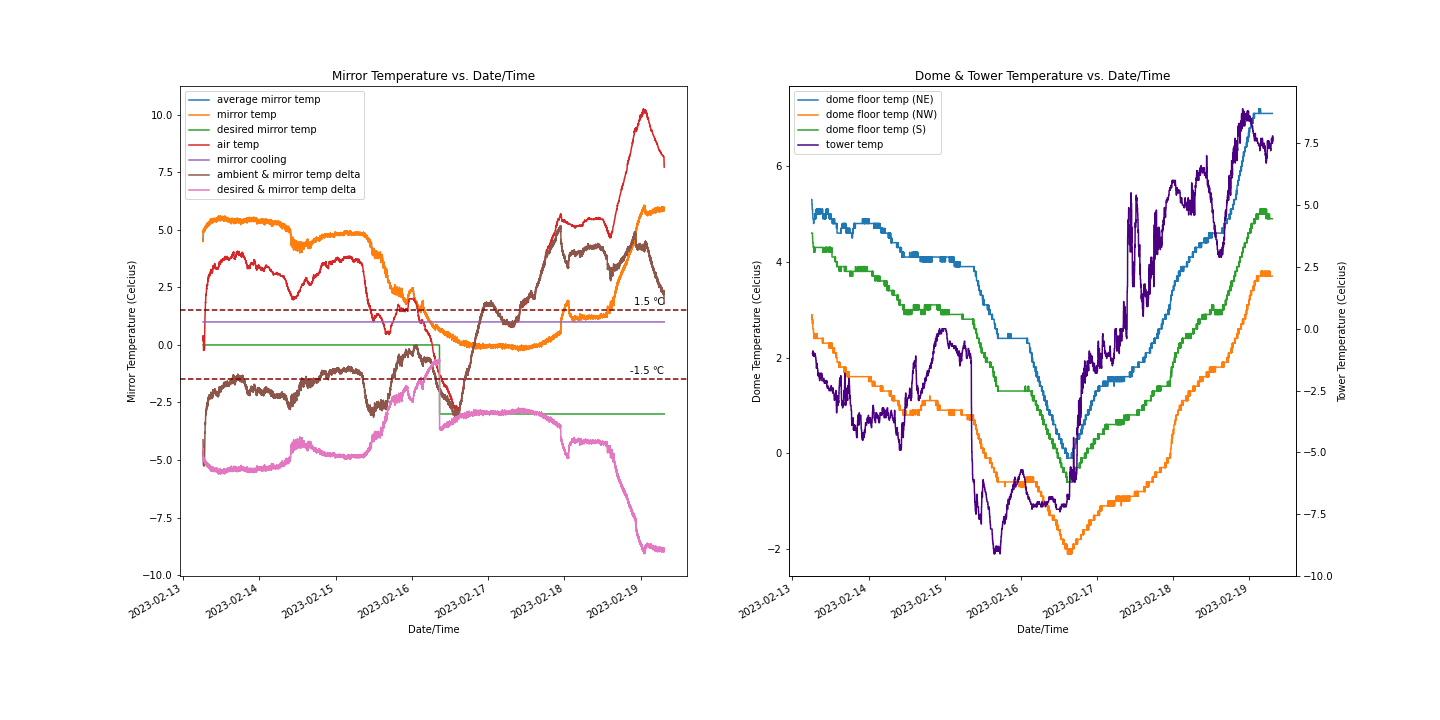 Mirror Temperature vs. Date/Time
Mirror Temperature (Celcius)
10.0
7.5
5.0
2.5
0.0
−2.5
−5.0
−7.5
−10.0
average mirror temp
mirror temp
desired mirror temp
air temp
mirror cooling
ambient & mirror temp delta
desired & mirror temp delta
1.5 °C
-1.5 °C
2023-02-13
2023-02-14
2023-02-15
2023-02-16
2023-02-17
2023-02-18
2023-02-19
Date/Time
Dome & Tower Temperature vs. Date/Time
Dome Temperature (Celcius)
6
4
2
0
−2
dome floor temp (NE)
dome floor temp (NW)
dome floor temp (S)
tower temp
7.5
5.0
2.5
0.0
−2.5
−5.0
−7.5
−10.0
Tower Temperature (Celcius)
2023-02-13
2023-02-14
2023-02-15
2023-02-16
2023-02-17
2023-02-18
2023-02-19
Date/Time